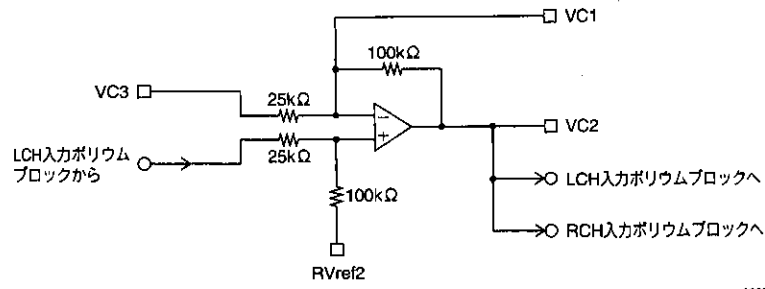 VC1
100kΩ
VC3
25kΩ
−
+
25kΩ
VC2
LCH入力ボリウム
ブロックから
100kΩ
LCH入力ボリウムブロックへ
RCH入力ボリウムブロックへ
RVref2